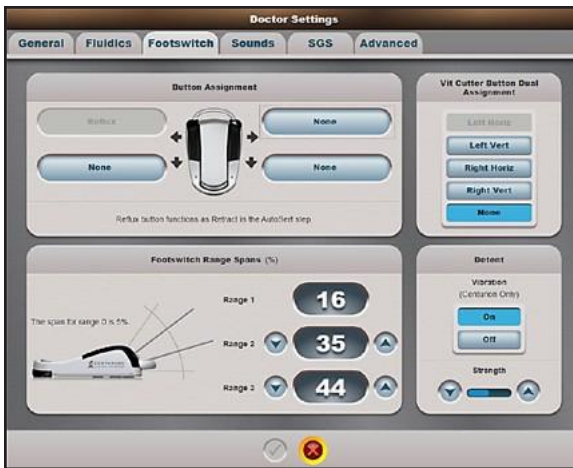 Doctor Settings
General Fluidics Footswitch Sounds SGS Advanced
Button Assignment
Reflux
None
None
None
Reflux button functions as Retract in the AutoSert step
Vit Cutter Button Dual
Assignment
Left Horiz
Left Vert
Right Horiz
Right Vert
None
Footswitch Range Spans (%)
The span for range 0 is 5%.
Range 1
16
Range 2
35
Range 3
44
CENTURION
Detent
Vibration
(Centurion Only)
On
Off
Strength